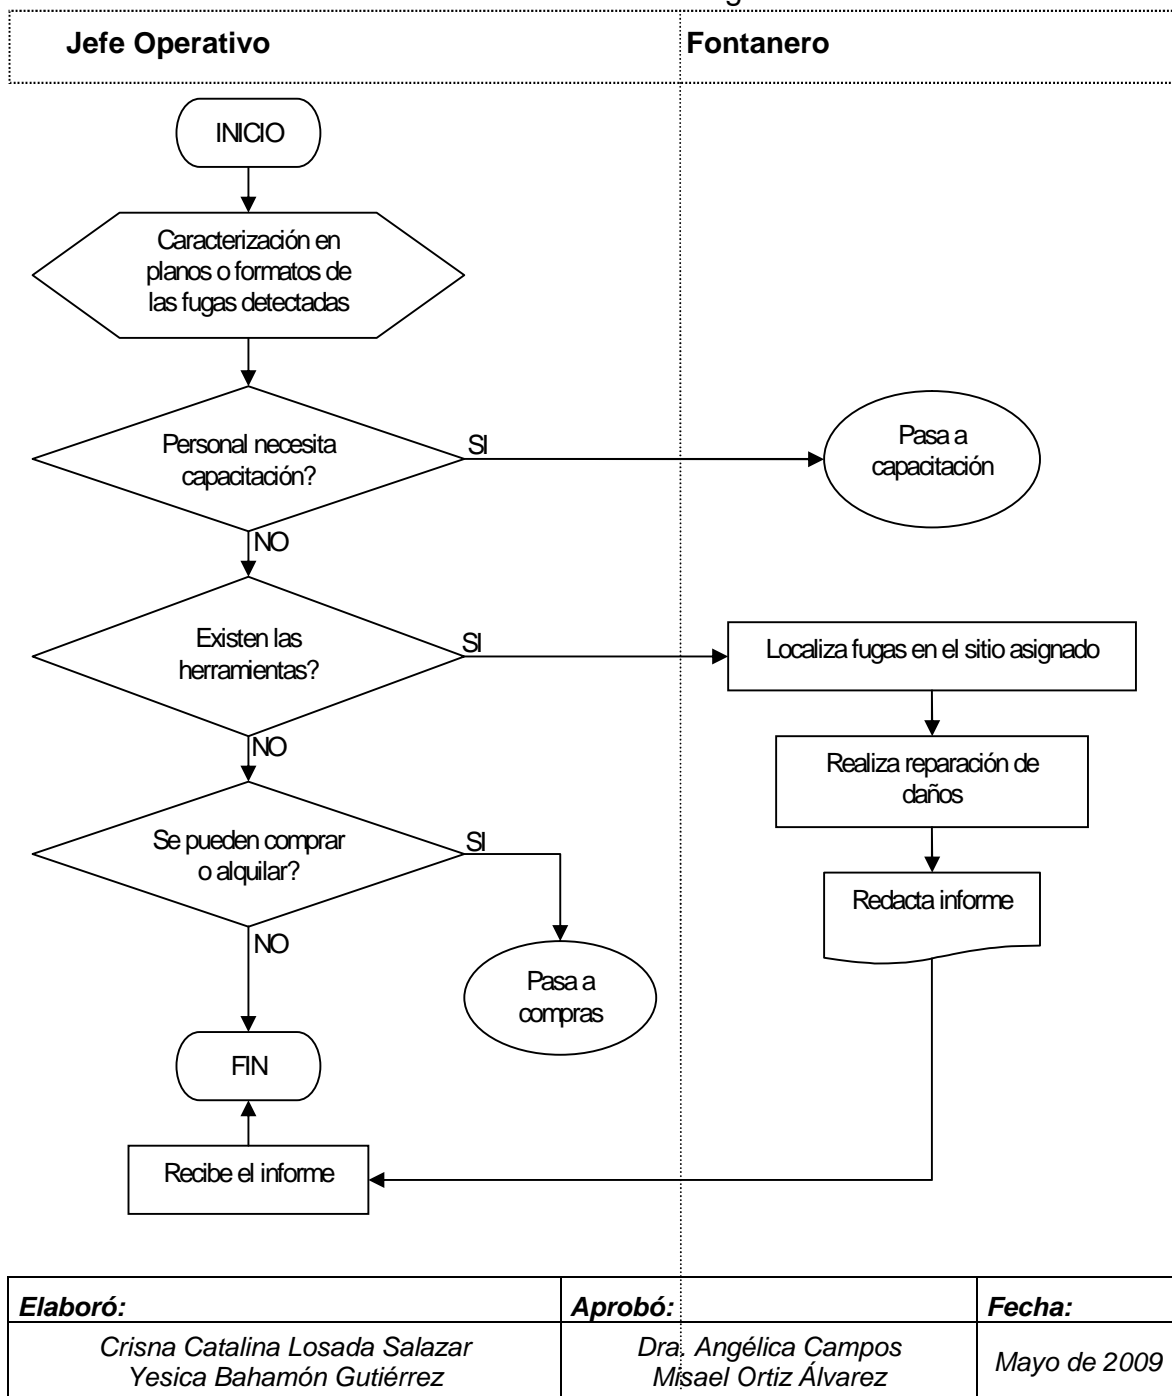 Jefe Operativo
Fontanero
INICIO
Caracterización en
planos o formatos de
las fugas detectadas
Personal necesita
capacitación?
SI
Pasa a
capacitación
NO
Existen las
herramientas?
SI
Localiza fugas en el sitio asignado
NO
Realiza reparación de
daños
Se pueden comprar
o alquilar?
SI
Redacta informe
NO
Pasa a
compras
FIN
Recibe el informe
Elaboró:
Aprobó:
Fecha:
Crisna Catalina Losada Salazar
Yesica Bahamón Gutiérrez
Dra. Angélica Campos
Misael Ortiz Álvarez
Mayo de 2009